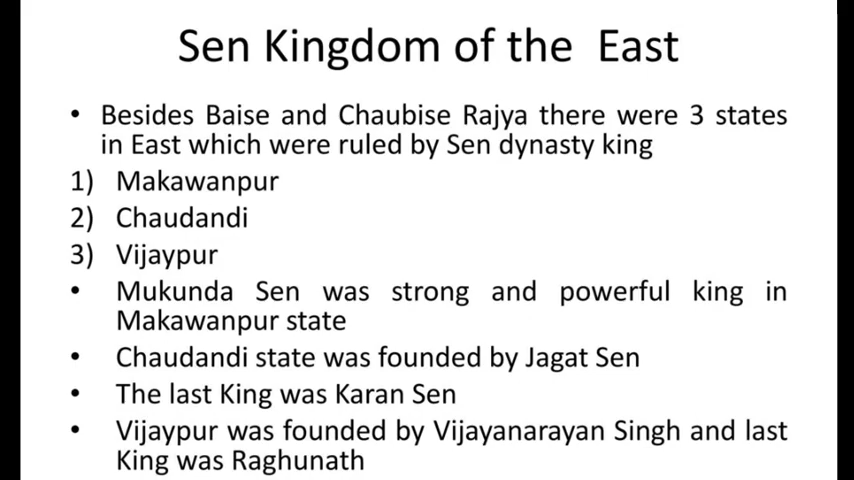 Sen Kingdom of the East
• Besides Baise and Chaubise Rajya there were 3 states
in East which were ruled by Sen dynasty king
1) Makawanpur
2) Chaudandi
3) Vijaypur
• Mukunda Sen was strong and powerful king in
Makawanpur state
• Chaudandi state was founded by Jagat Sen
• The last King was Karan Sen
• Vijaypur was founded by Vijayanarayan Singh and last
King was Raghunath